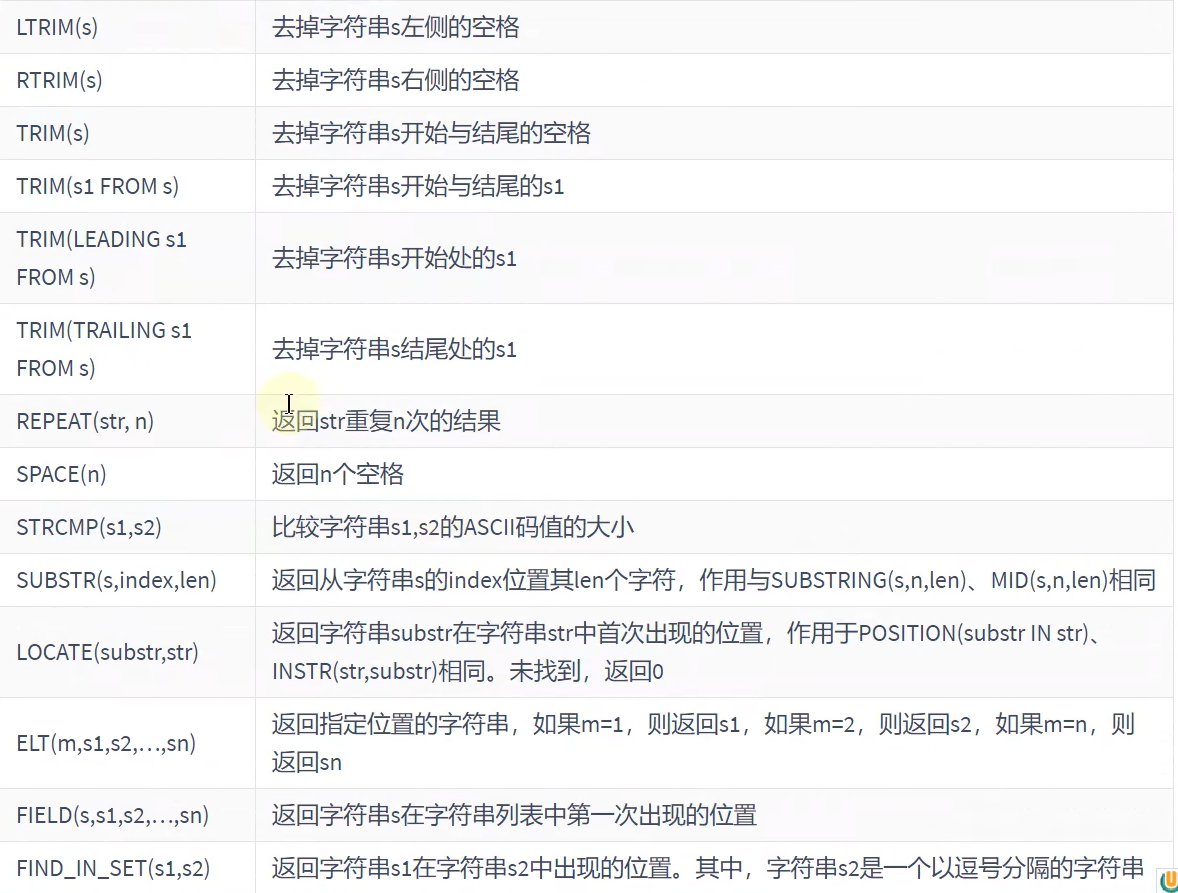 LTRIM(s) 去掉字符串s左侧的空格
RTRIM(s) 去掉字符串s右侧的空格
TRIM(s) 去掉字符串s开始与结尾的空格
TRIM(s1 FROM s) 去掉字符串s开始与结尾的s1
TRIM(LEADING s1
FROM s)
去掉字符串s开始处的s1
TRIM(TRAILING s1
FROM s)
去掉字符串s结尾处的s1
REPEAT(str, n) 返回str重复n次的结果
SPACE(n) 返回n个空格
STRCMP(s1,s2) 比较字符串s1,s2的ASCII码值的大小
SUBSTR(s,index,len) 返回从字符串s的index位置其len个字符，作用与SUBSTRING(s,n,len)、MID(s,n,len)相同
LOCATE(substr,str)
返回字符串substr在字符串str中首次出现的位置，作用于POSITION(substr IN str)、
INSTR(str,substr)相同。未找到，返回0
ELT(m,s1,s2,…,sn)
返回指定位置的字符串，如果m=1，则返回s1，如果m=2，则返回s2，如果m=n，则
返回sn
FIELD(s,s1,s2,…,sn) 返回字符串s在字符串列表中第一次出现的位置
FIND_IN_SET(s1,s2) 返回字符串s1在字符串s2中出现的位置。其中，字符串s2是一个以逗号分隔的字符串